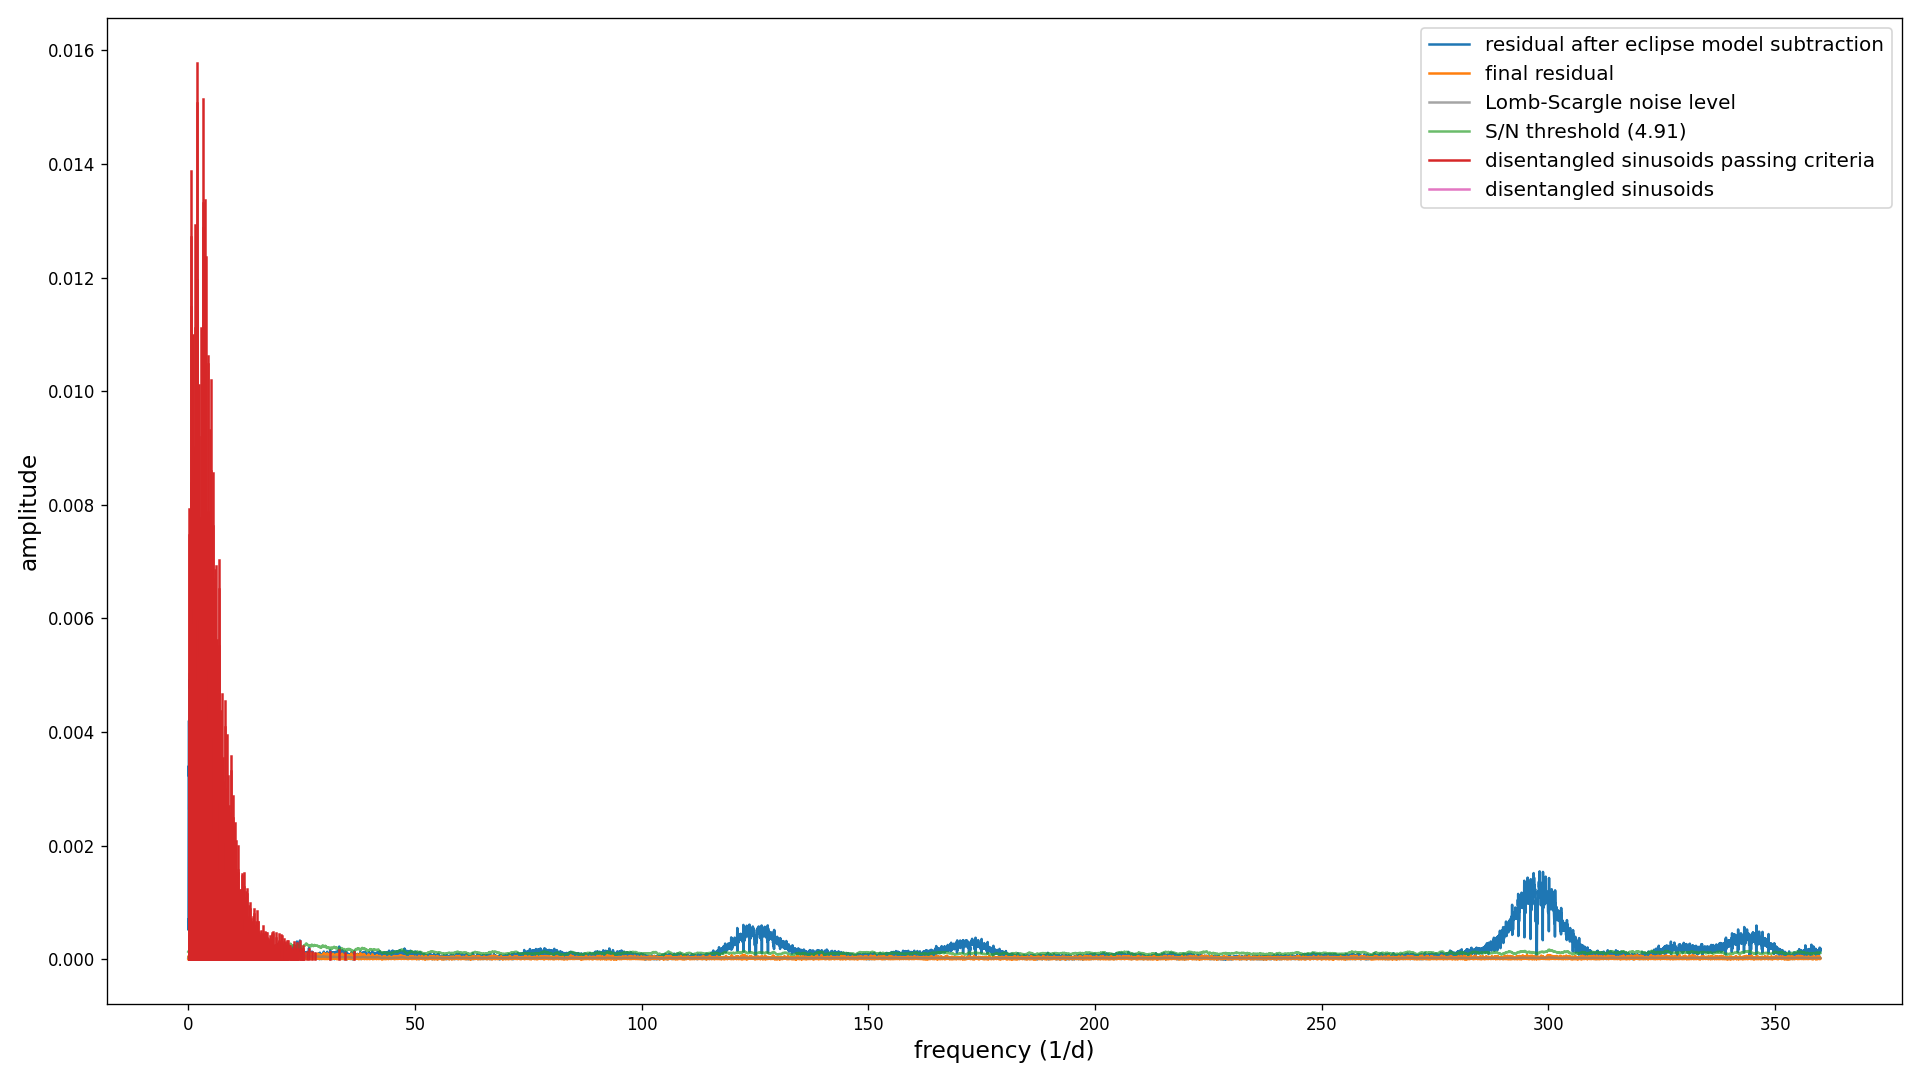 0.016
0.014
0.012
0.010
0.008
0.006
0.004
0.002
0.000
amplitude
residual after eclipse model subtraction
final residual
Lomb-Scargle noise level
S/N threshold (4.91)
disentangled sinusoids passing criteria
disentangled sinusoids
0 50 100 150 200 250 300 350
frequency (1/d)